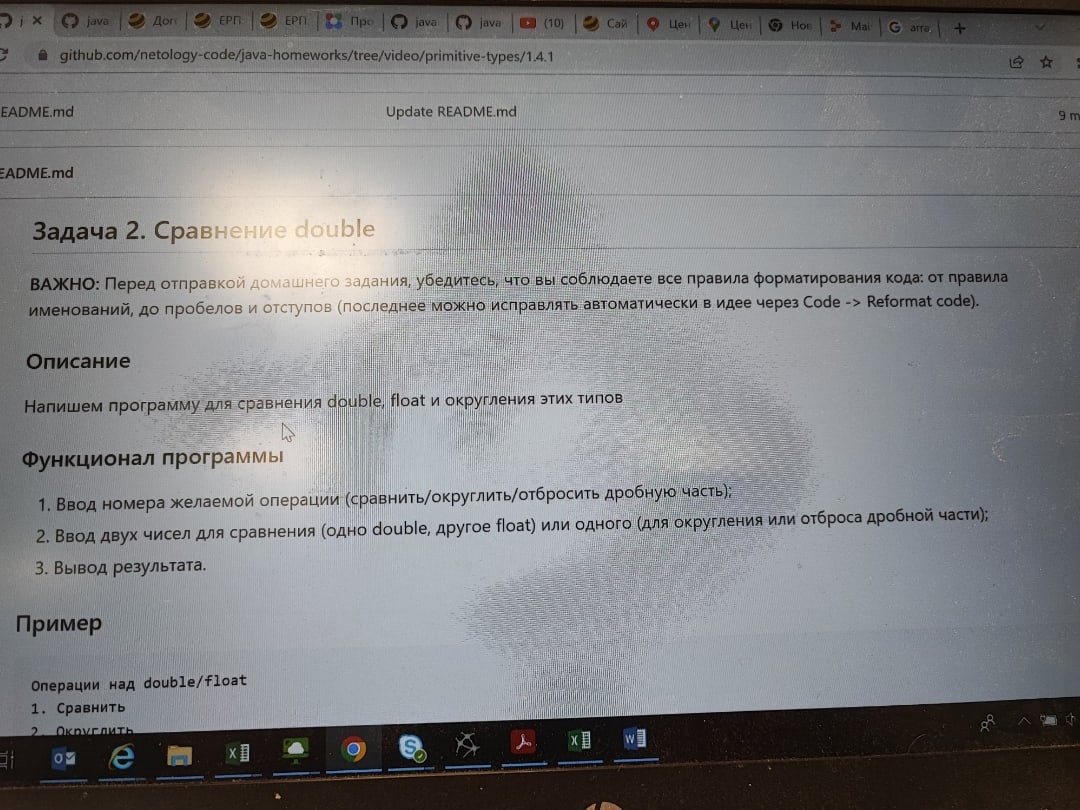 java
Дог
ЕРП
ЕРП
Про
java
java
(10)
Сай
Цен
Цен
Нов
Mai
arra
github.com/netology-code/java-homeworks/tree/video/primitive-types/1.4.1
EADME.md
Update README.md
9 m
EADME.md
Задача 2. Сравнение double
ВАЖНО: Перед отправкой домашнего задания, убедитесь, что вы соблюдаете все правила форматирования кода: от правила
именований, до пробелов и отступов (последнее можно исправлять автоматически в идее через Code -> Reformat code).
Описание
Напишем программу для сравнения double, float и округления этих типов
Функционал программы
1. Ввод номера желаемой операции (сравнить/округлить/отбросить дробную часть);
2. Ввод двух чисел для сравнения (одно double, другое float) или одного (для округления или отброса дробной части);
3. Вывод результата.
Пример
Операции над double/float
1. Сравнить
2. Округлить